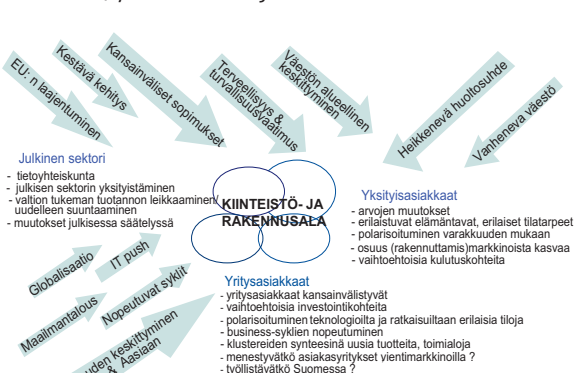 EU: n laajentuminen
Kestävä kehitys
Kansainväliset sopimukset
Terveellisyys &
turvallisuusvaatimus
Väestön alueellinen
keskittyminen
Heikkenevä huoltosuhde
Vanheneva väestö
Julkinen sektori
- tietoyhteiskunta
- julkisen sektorin yksityistäminen
- valtion tukeman tuotannon leikkaaminen/
uudelleen suuntaaminen
- muutokset julkisessa säätelyssä
KIINTEISTÖ- JA
RAKENNUSALA
Yksityisasiakkaat
- arvojen muutokset
- erilaistuvat elämäntavat, erilaiset tilatarpeet
- polarisoituminen varakkuuden mukaan
- osuus (rakennuttamis)markkinoista kasvaa
- vaihtoehtoisia kulutuskohteita
Globalisaatio
IT push
Maailmantalous
Nopeutuvat syklit
uden keskittyminen
& Aasiaan
Yritysasiakkaat
- yritysasiakkaat kansainvälistyvät
- vaihtoehtoisia investointikohteita
- polarisoituminen teknologioilta ja ratkaisuiltaan erilaisia tiloja
- business-syklien nopeutuminen
- klustereiden synteesinä uusia tuotteita, toimialoja
- menestyvätkö asiakasyritykset vientimarkkinoilla ?
- työllistävätkö Suomessa ?